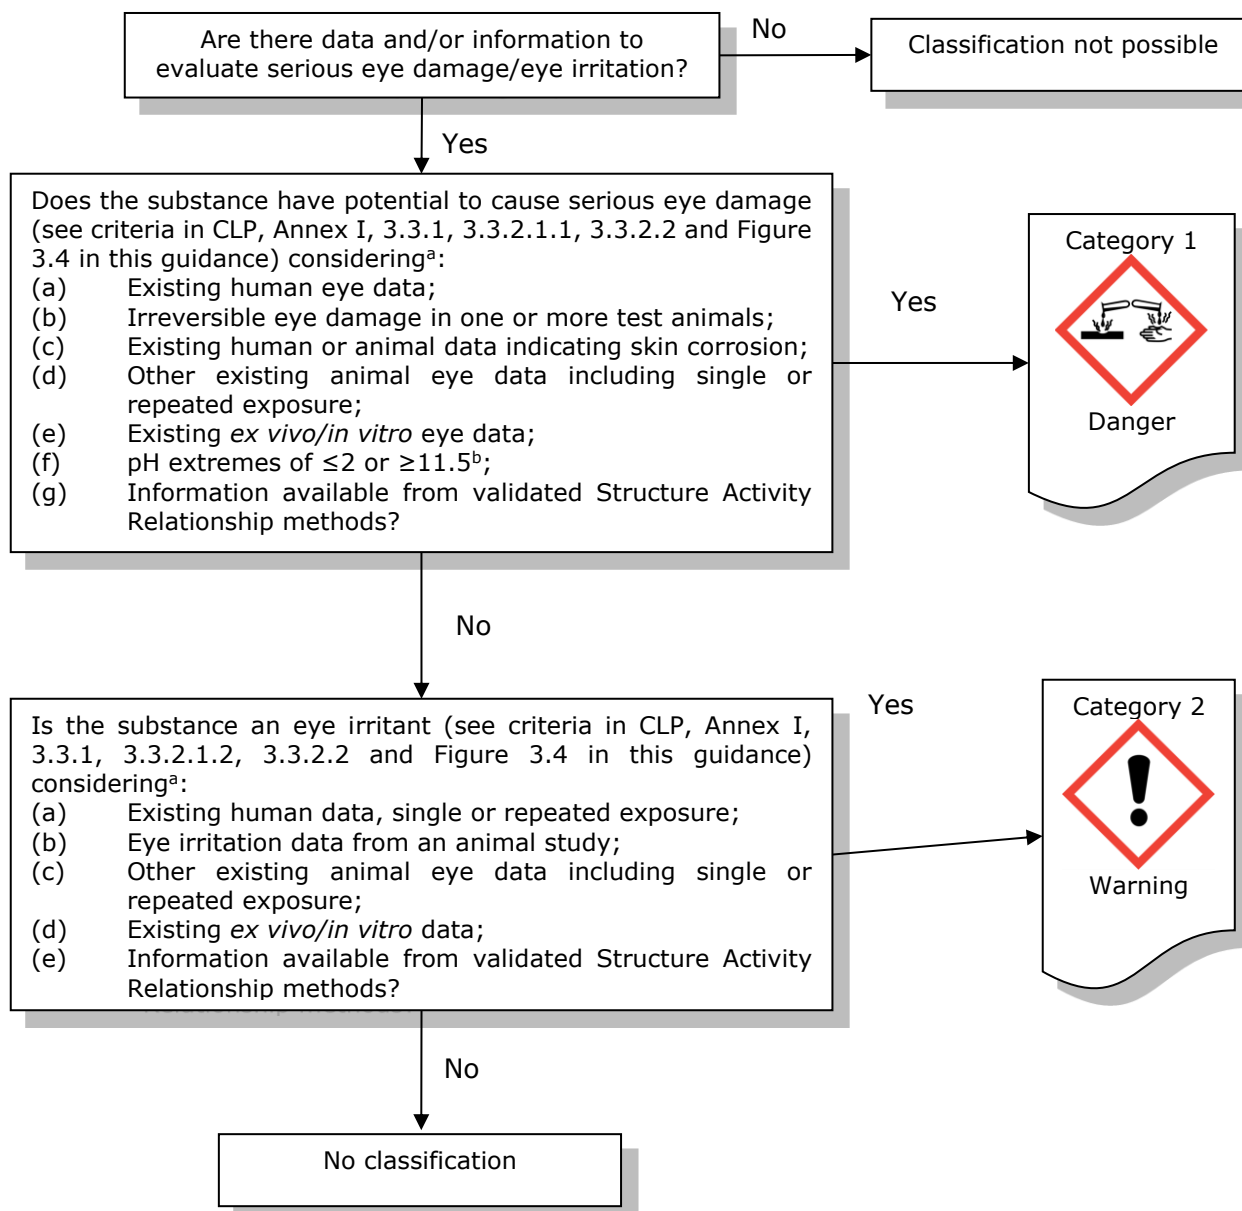 Are there data and/or information to
evaluate serious eye damage/eye irritation?
No
Classification not possible
Yes
Does the substance have potential to cause serious eye damage
(see criteria in CLP, Annex I, 3.3.1, 3.3.2.1.1, 3.3.2.2 and Figure
3.4 in this guidance) consideringᵃ:
(a) Existing human eye data;
(b) Irreversible eye damage in one or more test animals;
(c) Existing human or animal data indicating skin corrosion;
(d) Other existing animal eye data including single or
repeated exposure;
(e) Existing ex vivo/in vitro eye data;
(f) pH extremes of ≤2 or ≥11.5ᵇ;
(g) Information available from validated Structure Activity
Relationship methods?
Yes
Category 1
Danger
No
Is the substance an eye irritant (see criteria in CLP, Annex I,
3.3.1, 3.3.2.1.2, 3.3.2.2 and Figure 3.4 in this guidance)
consideringᵃ:
(a) Existing human data, single or repeated exposure;
(b) Eye irritation data from an animal study;
(c) Other existing animal eye data including single or
repeated exposure;
(d) Existing ex vivo/in vitro data;
(e) Information available from validated Structure Activity
Relationship methods?
Yes
Category 2
Warning
No
No classification